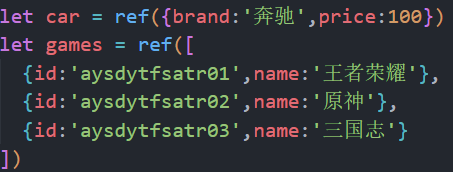 let car = ref({brand:'奔驰',price:100})
let games = ref([
  {id:'aysdytfsatr01',name:'王者荣耀'},
  {id:'aysdytfsatr02',name:'原神'},
  {id:'aysdytfsatr03',name:'三国志'}
])